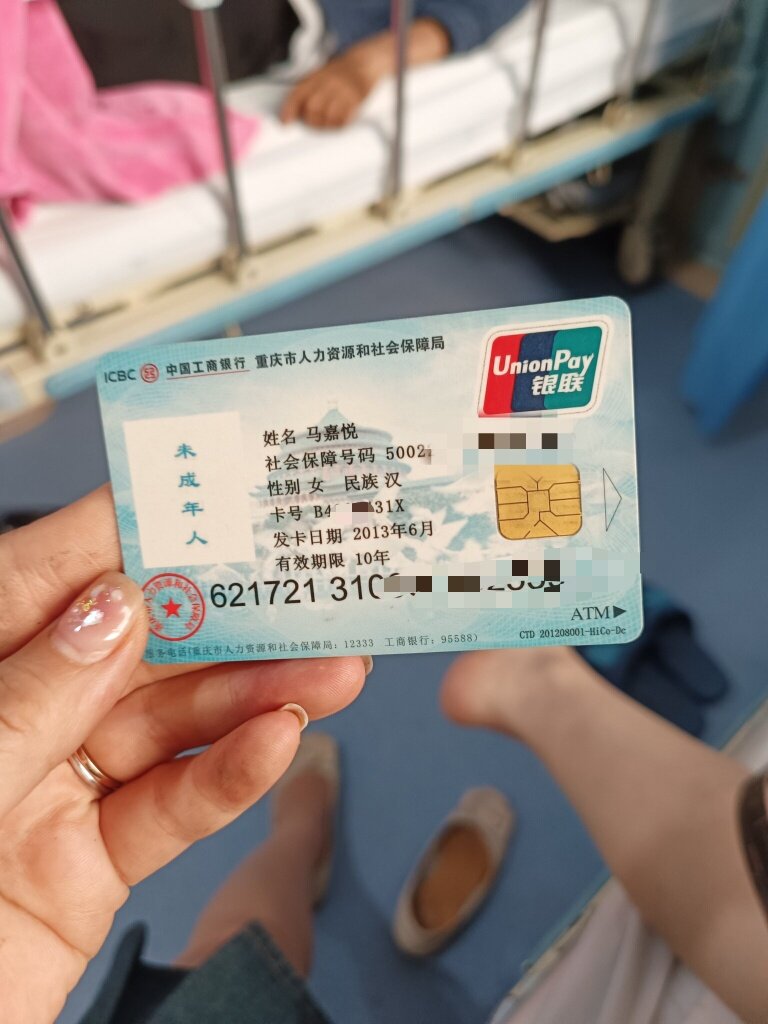 ICBC 中国工商银行 重庆市人力资源和社会保障局
UnionPay
银联
未成年人
姓名 马嘉悦
社会保障号码 5002
性别 女 民族 汉
卡号 B4 31X
发卡日期 2013年6月
有效期限 10年
621721 310
ATM▶
服务电话(重庆市人力资源和社会保障局：12333 工商银行：95588)
CTD 201208001-HiCo-Dc